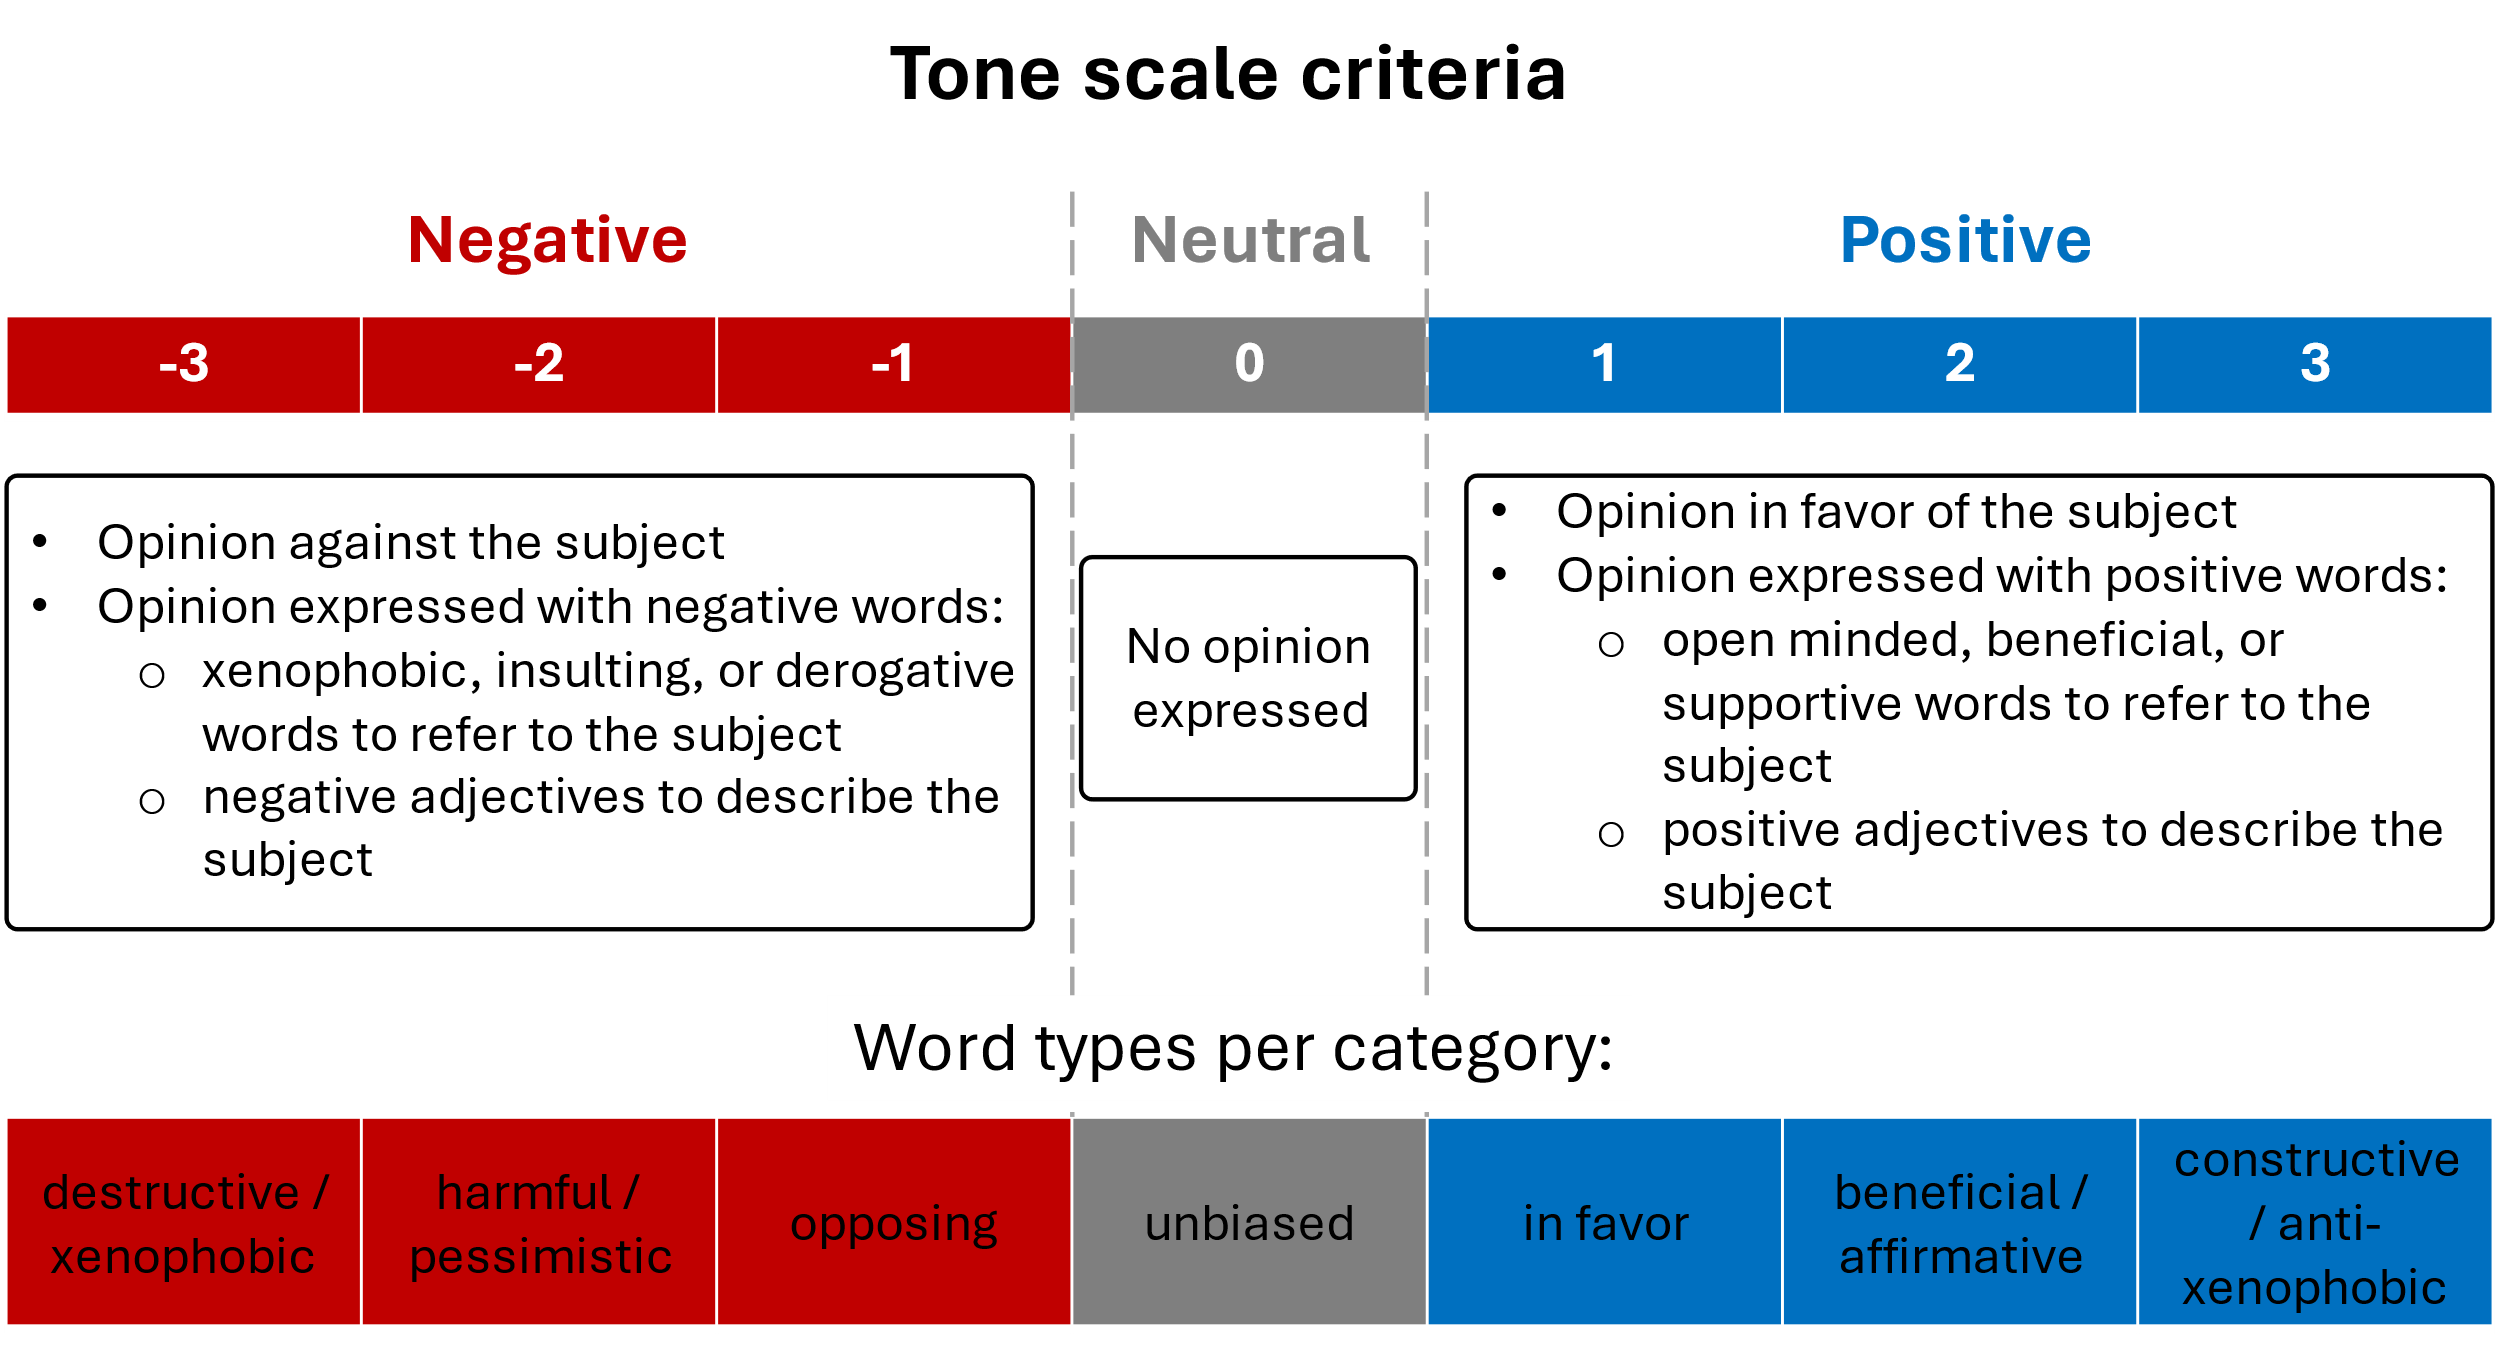 Tone scale criteria
Negative
Neutral
Positive
-3
-2
-1
0
1
2
3
• Opinion against the subject
• Opinion expressed with negative words:
○ xenophobic, insulting, or derogative
words to refer to the subject
○ negative adjectives to describe the
subject
No opinion
expressed
• Opinion in favor of the subject
• Opinion expressed with positive words:
○ open minded, beneficial, or
supportive words to refer to the
subject
○ positive adjectives to describe the
subject
Word types per category:
destructive /
xenophobic
harmful /
pessimistic
opposing
unbiased
in favor
beneficial /
affirmative
constructive
/ anti-
xenophobic